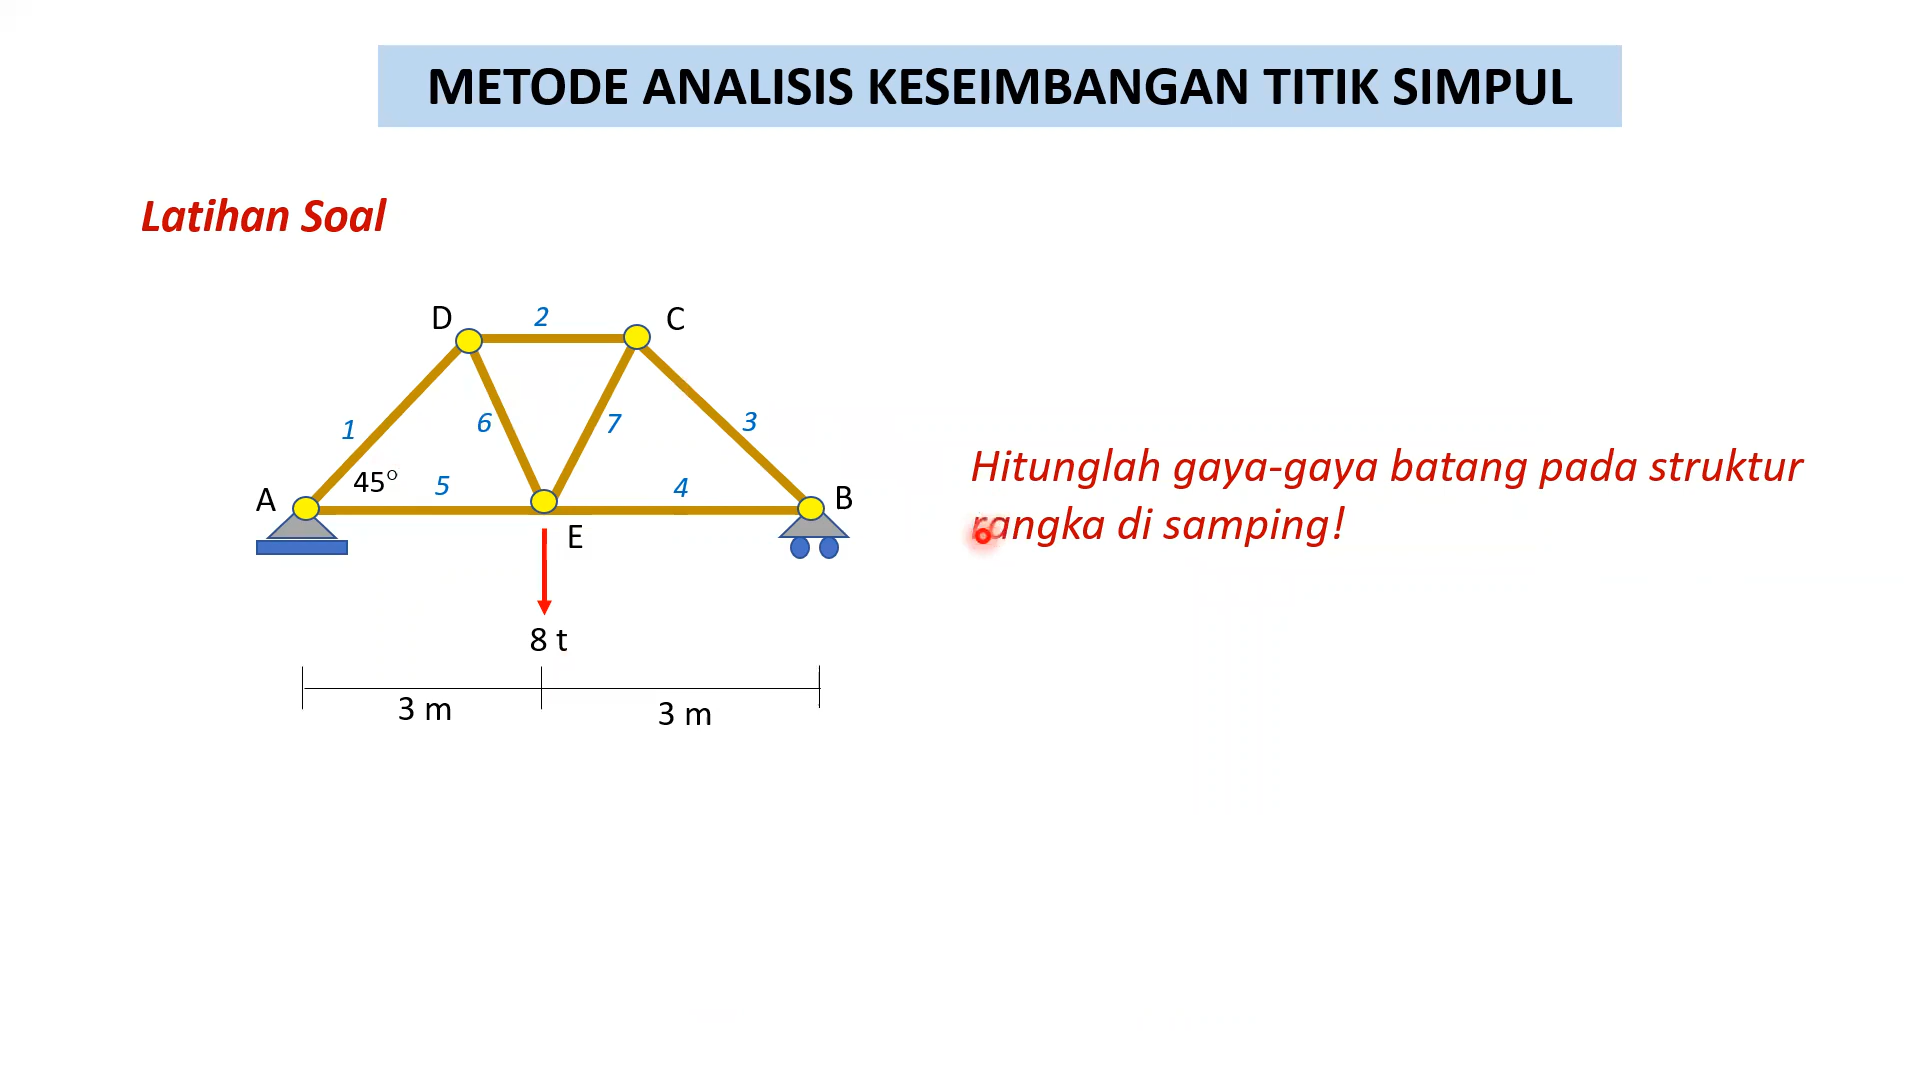 METODE ANALISIS KESEIMBANGAN TITIK SIMPUL
Latihan Soal
D
2
C
1
6
7
3
A
45°
5
4
B
E
8 t
3 m
3 m
Hitunglah gaya-gaya batang pada struktur
rangka di samping!